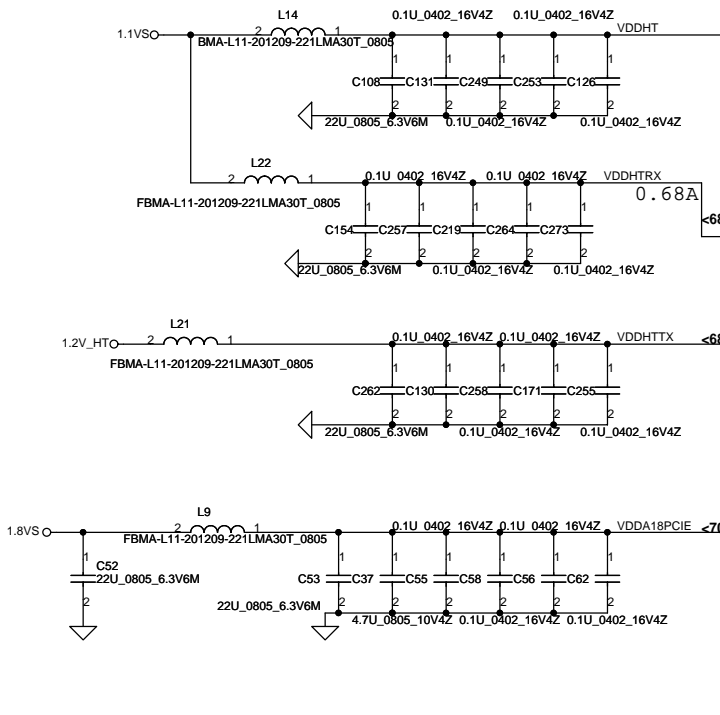 L14
0.1U_0402_16V4Z 0.1U_0402_16V4Z
1.1VS 2 1 VDDHT
BMA-L11-201209-221LMA30T_0805
1 1 1 1 1
C108 C131 C249 C253 C126
2 2 2 2 2
22U_0805_6.3V6M 0.1U_0402_16V4Z 0.1U_0402_16V4Z
L22
2 1 0.1U_0402_16V4Z 0.1U_0402_16V4Z VDDHTRX
0.68A
FBMA-L11-201209-221LMA30T_0805
1 1 1 1 1
<68
C154 C257 C219 C264 C273
2 2 2 2 2
22U_0805_6.3V6M 0.1U_0402_16V4Z 0.1U_0402_16V4Z
L21
1.2V_HT 2 1 0.1U_0402_16V4Z 0.1U_0402_16V4Z VDDHTTX <68
FBMA-L11-201209-221LMA30T_0805
1 1 1 1 1
C262 C130 C258 C171 C255
2 2 2 2 2
22U_0805_6.3V6M 0.1U_0402_16V4Z 0.1U_0402_16V4Z
L9
1.8VS 2 1 0.1U_0402_16V4Z 0.1U_0402_16V4Z VDDA18PCIE <70
FBMA-L11-201209-221LMA30T_0805
1 1 1 1 1 1 1
C52
22U_0805_6.3V6M C53 C37 C55 C58 C56 C62
2 2 2 2 2 2 2
22U_0805_6.3V6M
4.7U_0805_10V4Z 0.1U_0402_16V4Z 0.1U_0402_16V4Z